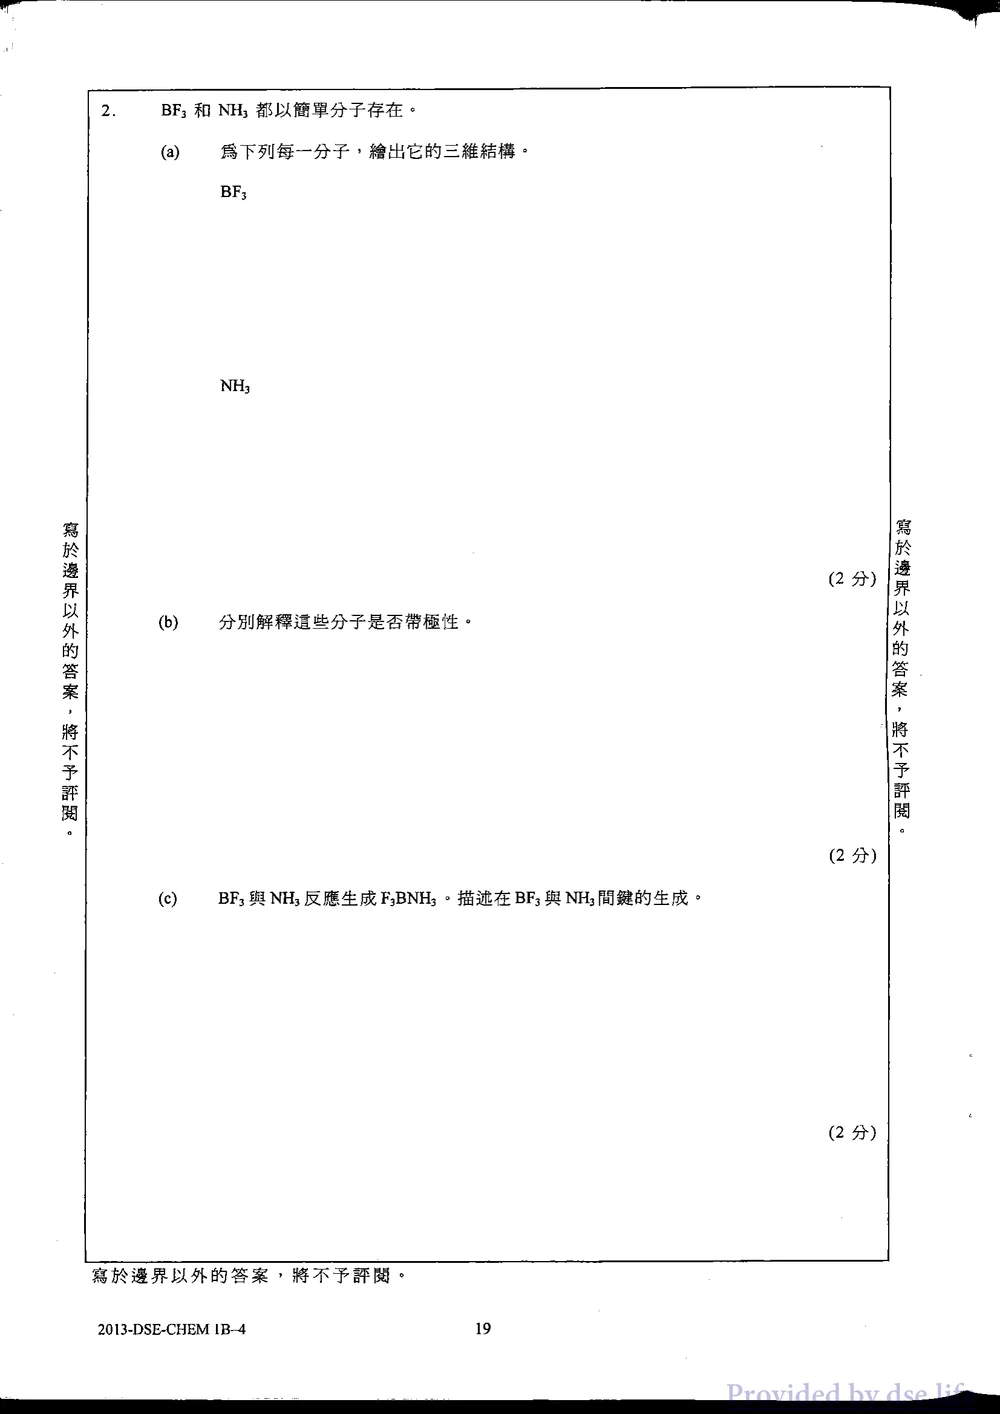 2. BF₃ 和 NH₃ 都以簡單分子存在。
(a) 爲下列每一分子，繪出它的三維結構。
BF₃
NH₃
(2 分)
(b) 分別解釋這些分子是否帶極性。
(2 分)
(c) BF₃ 與 NH₃ 反應生成 F₃BNH₃。描述在 BF₃ 與 NH₃ 間鍵的生成。
(2 分)
寫於邊界以外的答案，將不予評閱。
寫於邊界以外的答案，將不予評閱。
寫於邊界以外的答案，將不予評閱。
2013-DSE-CHEM 1B–4
19
Provided by dse.life